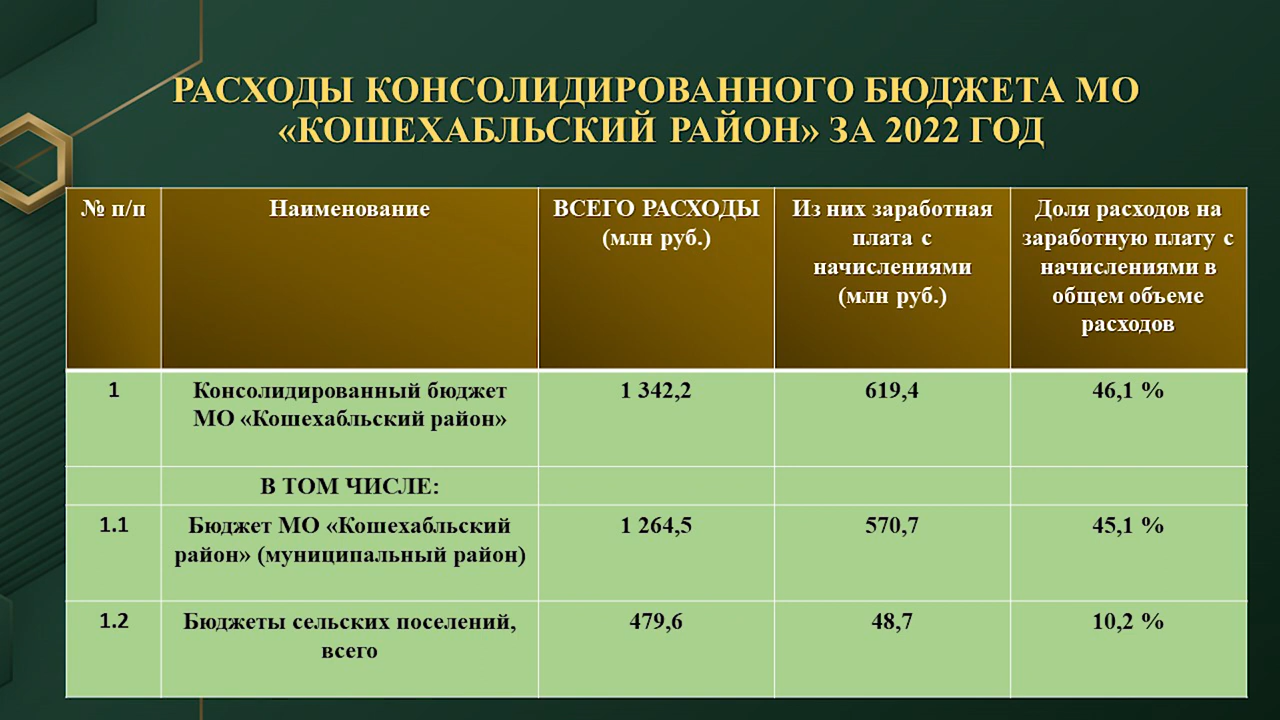 РАСХОДЫ КОНСОЛИДИРОВАННОГО БЮДЖЕТА МО
«КОШЕХАБЛЬСКИЙ РАЙОН» ЗА 2022 ГОД
№ п/п
Наименование
ВСЕГО РАСХОДЫ
(млн руб.)
Из них заработная
плата с
начислениями
(млн руб.)
Доля расходов на
заработную плату с
начислениями в
общем объеме
расходов
1
Консолидированный бюджет
МО «Кошехабльский район»
1 342,2
619,4
46,1 %
В ТОМ ЧИСЛЕ:
1.1
Бюджет МО «Кошехабльский
район» (муниципальный район)
1 264,5
570,7
45,1 %
1.2
Бюджеты сельских поселений,
всего
479,6
48,7
10,2 %